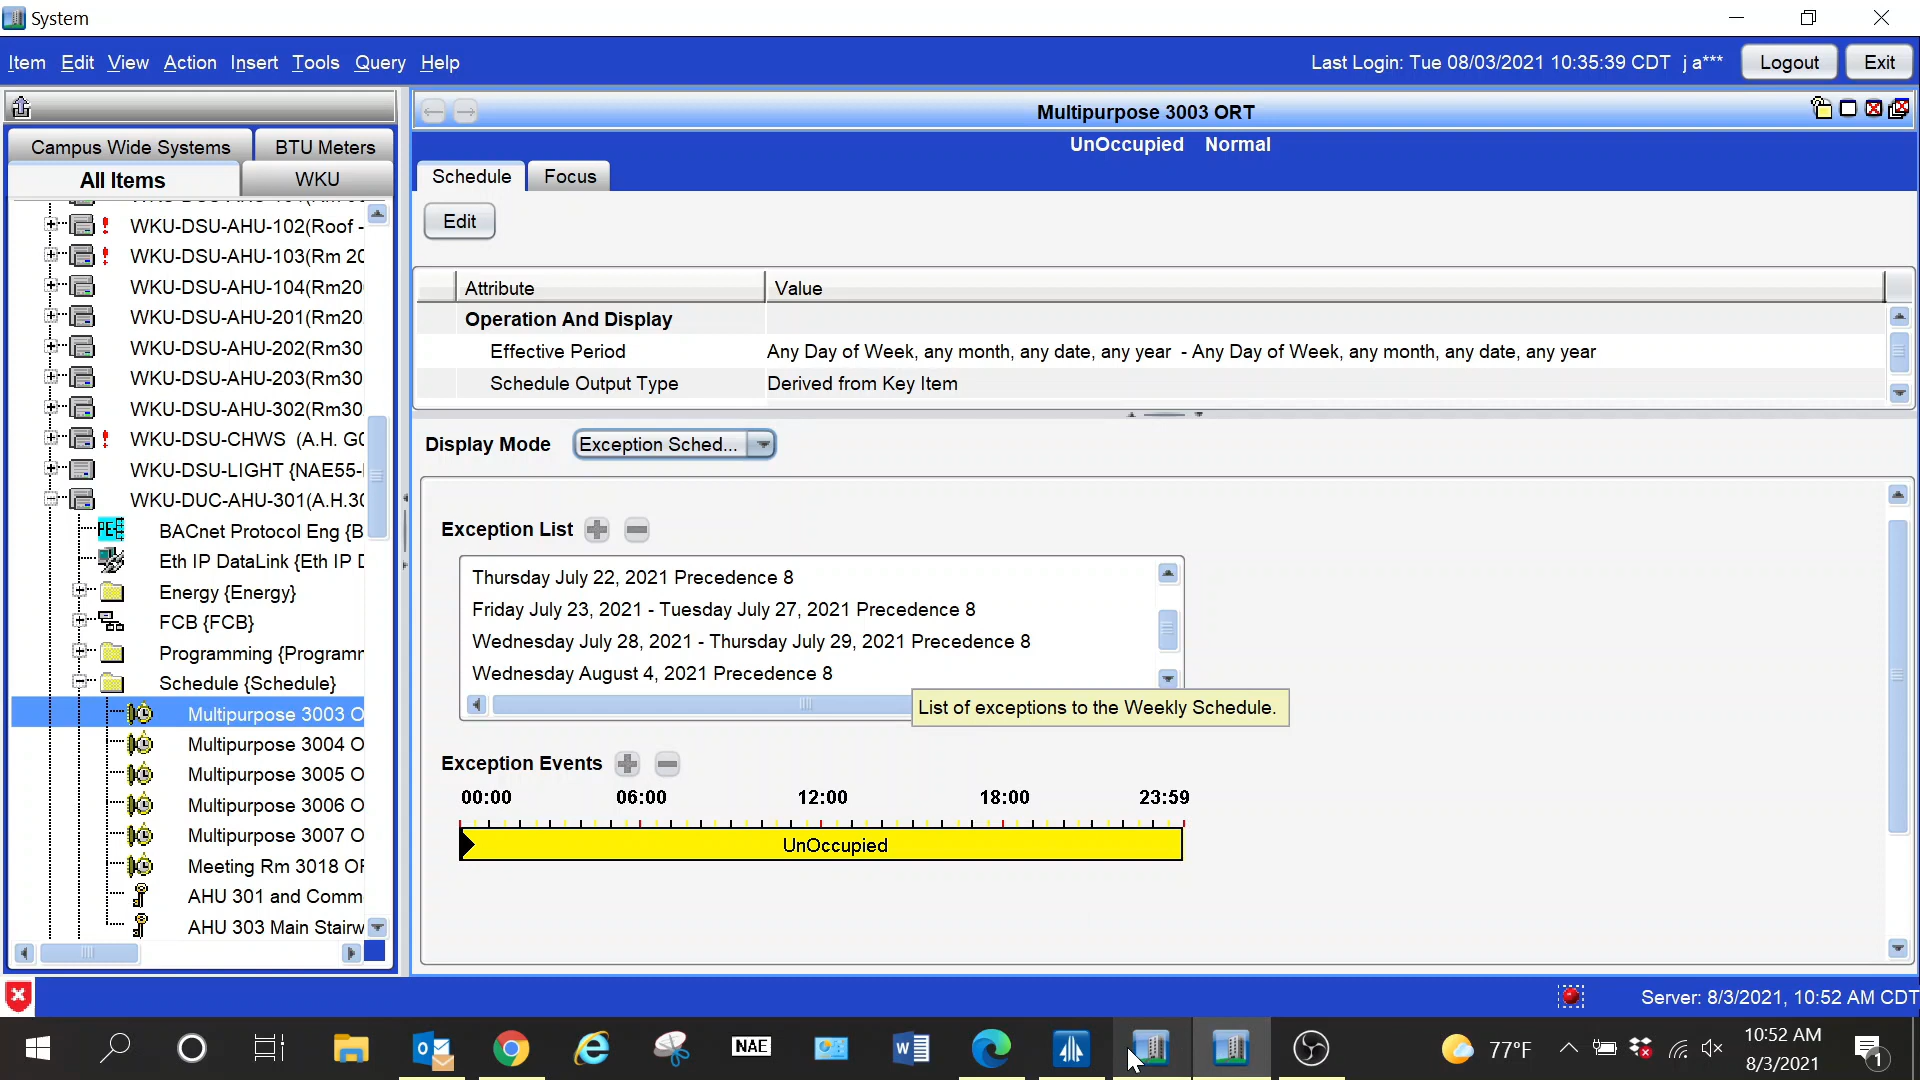 System
Item Edit View Action Insert Tools Query Help
Last Login: Tue 08/03/2021 10:35:39 CDT j a*** Logout Exit
Campus Wide Systems BTU Meters
All Items WKU
WKU-DSU-AHU-102(Roof -
WKU-DSU-AHU-103(Rm 20
WKU-DSU-AHU-104(Rm20
WKU-DSU-AHU-201(Rm20
WKU-DSU-AHU-202(Rm30
WKU-DSU-AHU-203(Rm30
WKU-DSU-AHU-302(Rm30
WKU-DSU-CHWS (A.H. GC
WKU-DSU-LIGHT {NAE55-
WKU-DUC-AHU-301(A.H.30
BACnet Protocol Eng {B
Eth IP DataLink {Eth IP D
Energy {Energy}
FCB {FCB}
Programming {Programm
Schedule {Schedule}
Multipurpose 3003 O
Multipurpose 3004 O
Multipurpose 3005 O
Multipurpose 3006 O
Multipurpose 3007 O
Meeting Rm 3018 OF
AHU 301 and Comm
AHU 303 Main Stairw
Multipurpose 3003 ORT
UnOccupied Normal
Schedule Focus
Edit
Attribute Value
Operation And Display
Effective Period Any Day of Week, any month, any date, any year - Any Day of Week, any month, any date, any year
Schedule Output Type Derived from Key Item
Display Mode Exception Sched...
Exception List
Thursday July 22, 2021 Precedence 8
Friday July 23, 2021 - Tuesday July 27, 2021 Precedence 8
Wednesday July 28, 2021 - Thursday July 29, 2021 Precedence 8
Wednesday August 4, 2021 Precedence 8
List of exceptions to the Weekly Schedule.
Exception Events
00:00 06:00 12:00 18:00 23:59
UnOccupied
Server: 8/3/2021, 10:52 AM CDT
NAE
77°F
10:52 AM
8/3/2021
1